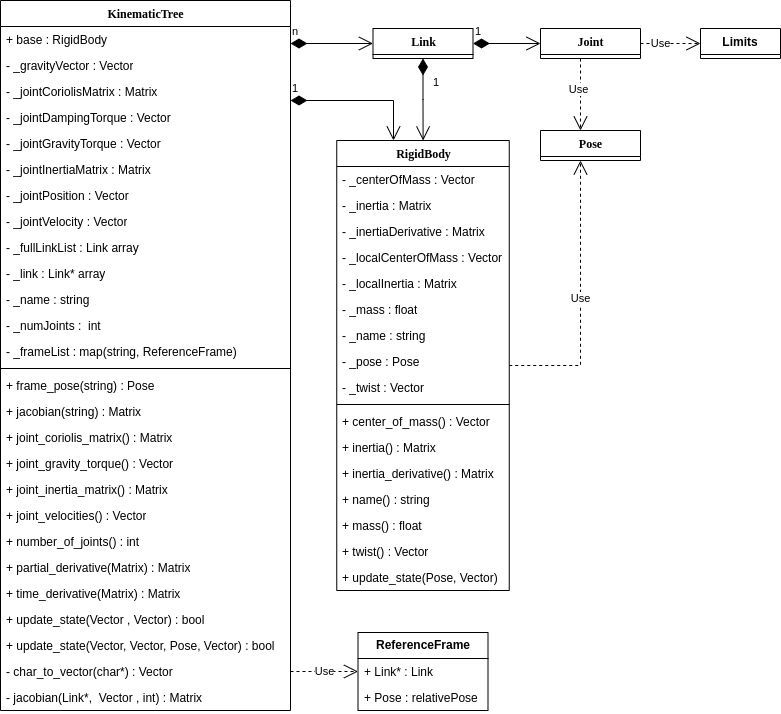 KinematicTree
+ base : RigidBody
- _gravityVector : Vector
- _jointCoriolisMatrix : Matrix
- _jointDampingTorque : Vector
- _jointGravityTorque : Vector
- _jointInertiaMatrix : Matrix
- _jointPosition : Vector
- _jointVelocity : Vector
- _fullLinkList : Link array
- _link : Link* array
- _name : string
- _numJoints :  int
- _frameList : map(string, ReferenceFrame)
+ frame_pose(string) : Pose
+ jacobian(string) : Matrix
+ joint_coriolis_matrix() : Matrix
+ joint_gravity_torque() : Vector
+ joint_inertia_matrix() : Matrix
+ joint_velocities() : Vector
+ number_of_joints() : int
+ partial_derivative(Matrix) : Matrix
+ time_derivative(Matrix) : Matrix
+ update_state(Vector , Vector) : bool
+ update_state(Vector, Vector, Pose, Vector) : bool
- char_to_vector(char*) : Vector
- jacobian(Link*,  Vector , int) : Matrix
n
Link
1
Joint
Use
Limits
1
1
Use
Pose
RigidBody
- _centerOfMass : Vector
- _inertia : Matrix
- _inertiaDerivative : Matrix
- _localCenterOfMass : Vector
- _localInertia : Matrix
- _mass : float
- _name : string
- _pose : Pose
- _twist : Vector
+ center_of_mass() : Vector
+ inertia() : Matrix
+ inertia_derivative() : Matrix
+ name() : string
+ mass() : float
+ twist() : Vector
+ update_state(Pose, Vector)
Use
Use
ReferenceFrame
+ Link* : Link
+ Pose : relativePose